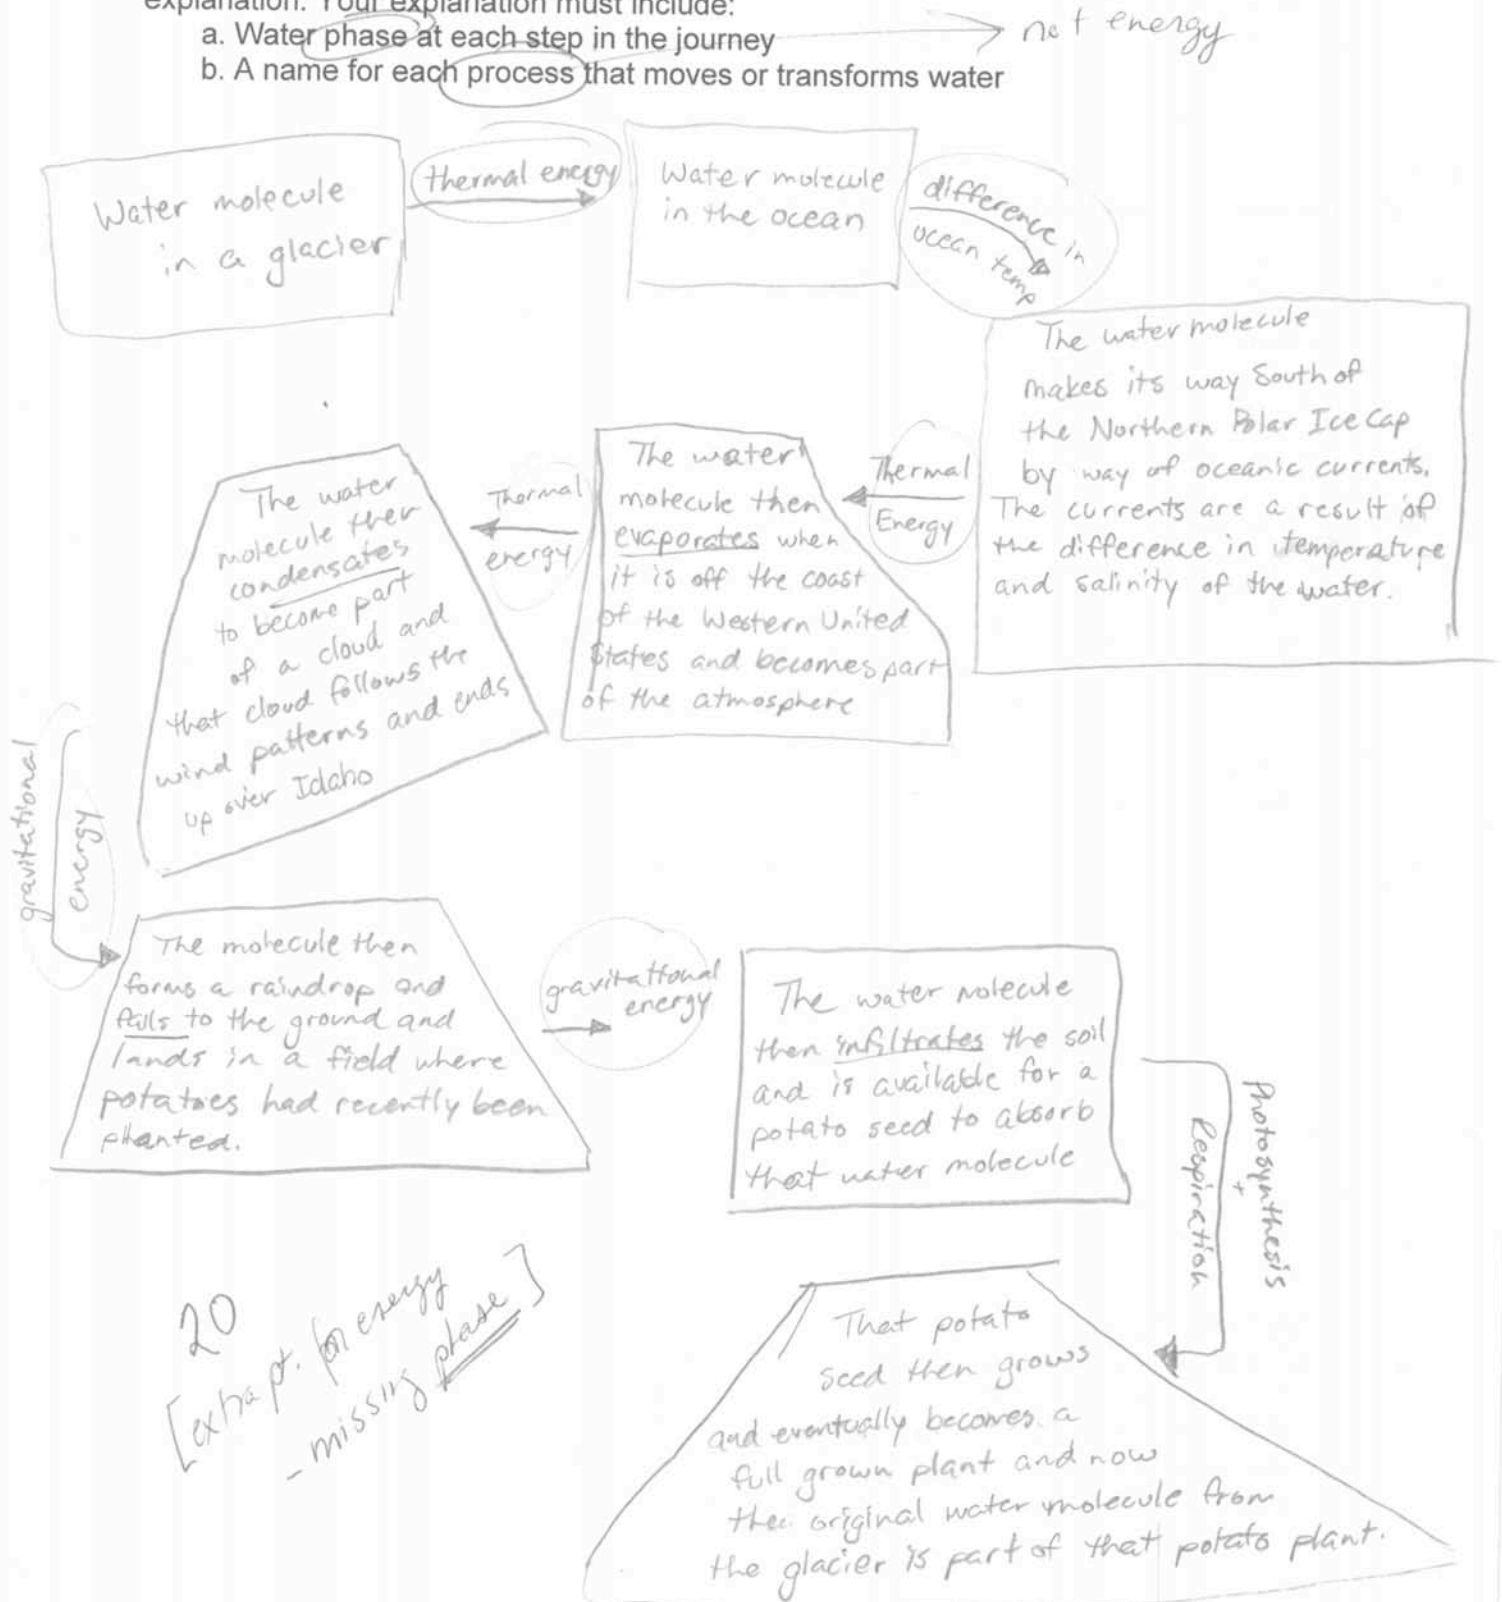 explanation. Your explanation must include:
a. Water phase at each step in the journey
not energy
b. A name for each process that moves or transforms water
Water molecule
in a glacier
thermal energy
Water molecule
in the ocean
difference in
ocean temp
The water molecule
makes its way South of
the Northern Polar Ice Cap
by way of oceanic currents.
The currents are a result of
the difference in temperature
and salinity of the water.
Thermal
Energy
The water
molecule then
evaporates when
it is off the coast
of the Western United
States and becomes part
of the atmosphere
Thermal
energy
The water
molecule then
condensates
to become part
of a cloud and
that cloud follows the
wind patterns and ends
up over Idaho
gravitational
energy
The molecule then
forms a raindrop and
falls to the ground and
lands in a field where
potatoes had recently been
planted.
gravitational
energy
The water molecule
then infiltrates the soil
and is available for a
potato seed to absorb
that water molecule
Photosynthesis
+
Respiration
That potato
seed then grows
and eventually becomes a
full grown plant and now
the original water molecule from
the glacier is part of that potato plant.
20
[extra pt. for energy
- missing phase]